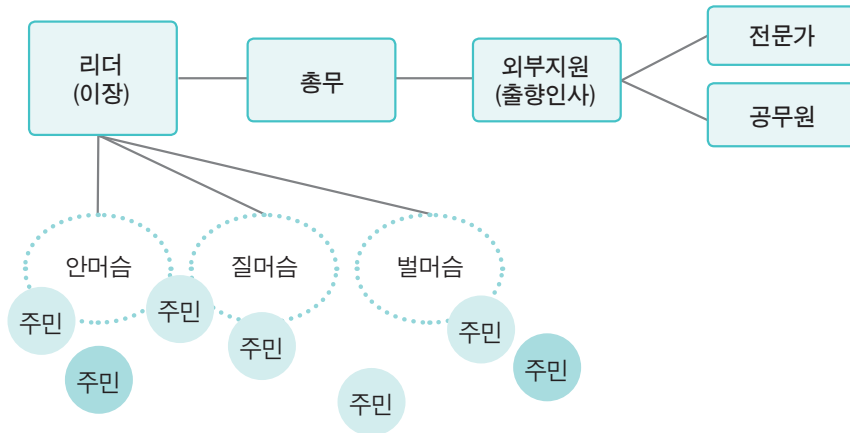 리더
(이장)
총무
외부지원
(출향인사)
전문가
공무원
안머슴
질머슴
벌머슴
주민
주민
주민
주민
주민
주민
주민